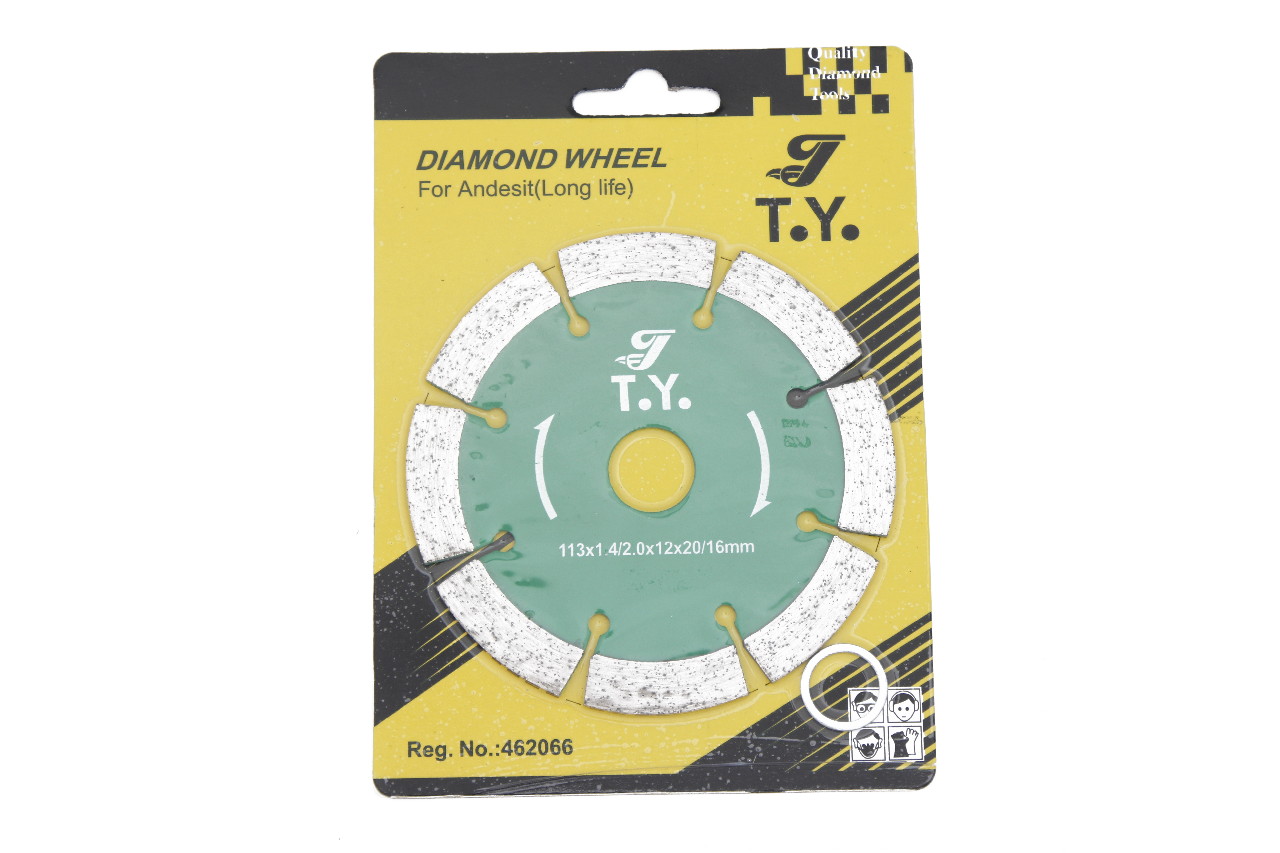 Quality
Diamond
Tools
DIAMOND WHEEL
For Andesit(Long life)
T.Y.
T.Y.
113x1.4/2.0x12x20/16mm
Reg. No.:462066